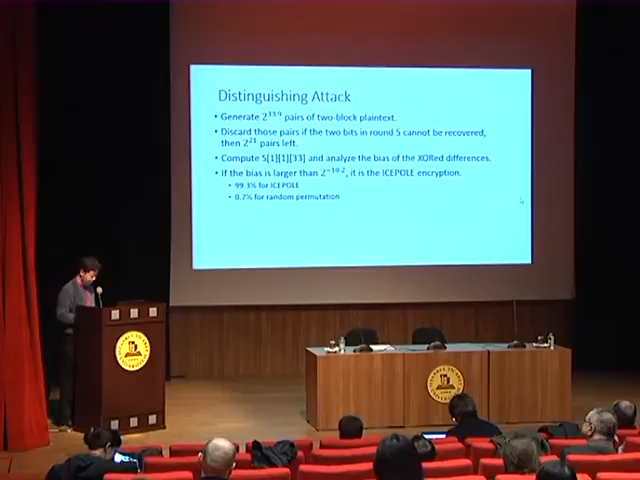 Distinguishing Attack
• Generate 2^33.9 pairs of two-block plaintext.
• Discard those pairs if the two bits in round 5 cannot be recovered,
then 2^21 pairs left.
• Compute S[1][1][33] and analyze the bias of the XORed differences.
• If the bias is larger than 2^−10.2, it is the ICEPOLE encryption.
• 99.3% for ICEPOLE
• 0.7% for random permutation